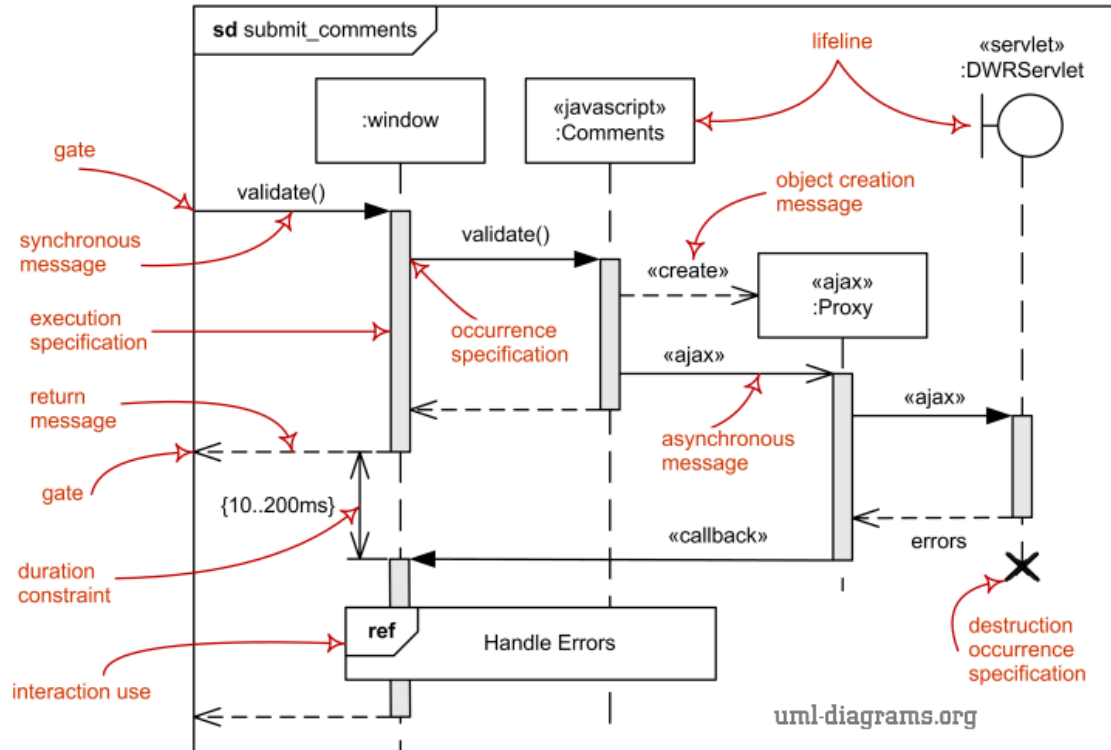 sd submit_comments
lifeline
«servlet»
:DWRServlet
:window
«javascript»
:Comments
gate
validate()
object creation
message
synchronous
message
validate()
«create»
«ajax»
:Proxy
execution
specification
occurrence
specification
«ajax»
return
message
«ajax»
asynchronous
message
gate
{10..200ms}
«callback»
errors
duration
constraint
ref
Handle Errors
destruction
occurrence
specification
interaction use
uml-diagrams.org